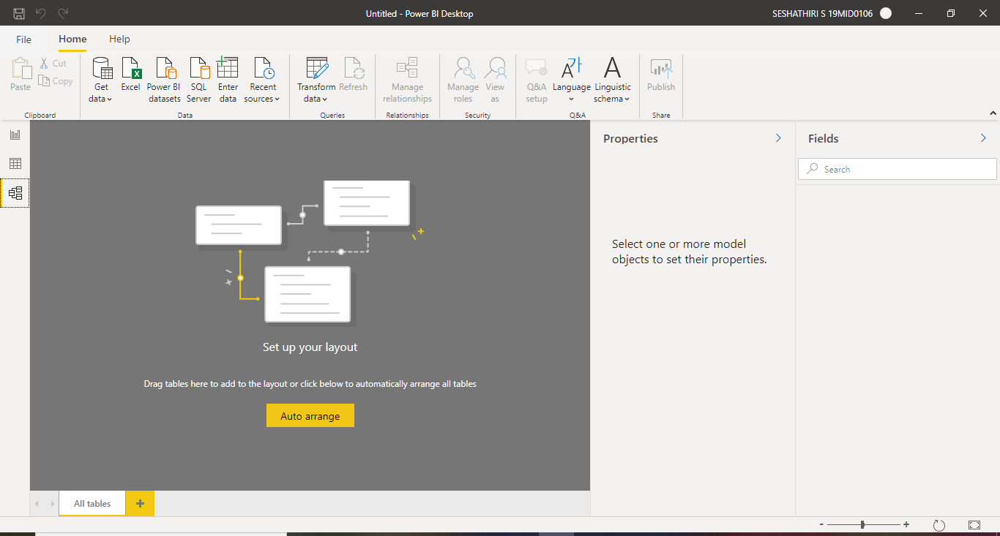 Untitled - Power BI Desktop
SESHATHIRI S 19MID0106
File
Home
Help
Paste
Cut
Copy
Clipboard
Get data
Excel
Power BI datasets
SQL Server
Enter data
Recent sources
Data
Transform data
Refresh
Queries
Manage relationships
Relationships
Manage roles
View as
Security
Q&A setup
Language
Linguistic schema
Q&A
Publish
Share
Set up your layout
Drag tables here to add to the layout or click below to automatically arrange all tables
Auto arrange
Properties
Select one or more model
objects to set their properties.
Fields
Search
All tables